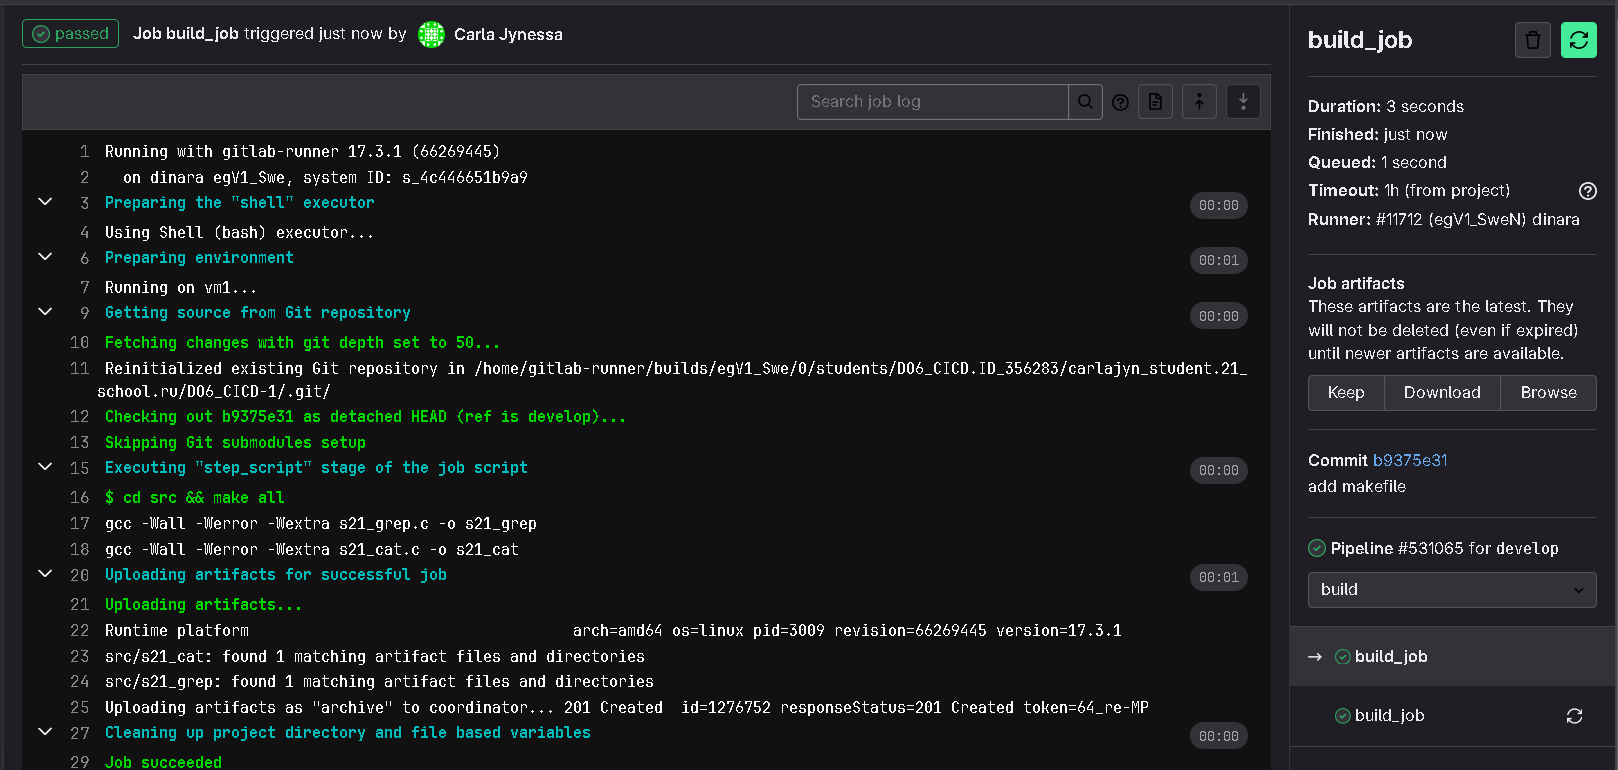 passed Job build_job triggered just now by Carla Jynessa
Search job log
1 Running with gitlab-runner 17.3.1 (66269445)
2 on dinara egV1_Swe, system ID: s_4c446651b9a9
3 Preparing the "shell" executor 00:00
4 Using Shell (bash) executor...
6 Preparing environment 00:01
7 Running on vm1...
9 Getting source from Git repository 00:00
10 Fetching changes with git depth set to 50...
11 Reinitialized existing Git repository in /home/gitlab-runner/builds/egV1_Swe/0/students/DO6_CICD.ID_356283/carlajyn_student.21_
school.ru/DO6_CICD-1/.git/
12 Checking out b9375e31 as detached HEAD (ref is develop)...
13 Skipping Git submodules setup
15 Executing "step_script" stage of the job script 00:00
16 $ cd src && make all
17 gcc -Wall -Werror -Wextra s21_grep.c -o s21_grep
18 gcc -Wall -Werror -Wextra s21_cat.c -o s21_cat
20 Uploading artifacts for successful job 00:01
21 Uploading artifacts...
22 Runtime platform arch=amd64 os=linux pid=3009 revision=66269445 version=17.3.1
23 src/s21_cat: found 1 matching artifact files and directories
24 src/s21_grep: found 1 matching artifact files and directories
25 Uploading artifacts as "archive" to coordinator... 201 Created id=1276752 responseStatus=201 Created token=64_re-MP
27 Cleaning up project directory and file based variables 00:00
29 Job succeeded
build_job
Duration: 3 seconds
Finished: just now
Queued: 1 second
Timeout: 1h (from project)
Runner: #11712 (egV1_SweN) dinara
Job artifacts
These artifacts are the latest. They
will not be deleted (even if expired)
until newer artifacts are available.
Keep Download Browse
Commit b9375e31
add makefile
Pipeline #531065 for develop
build
→ build_job
build_job